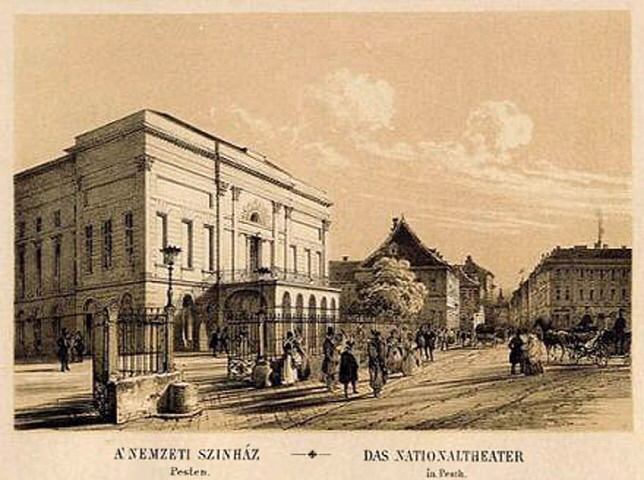 A' NEMZETI SZINHÁZ —✦— DAS NATIONALTHEATER
Pesten. in Pesth.